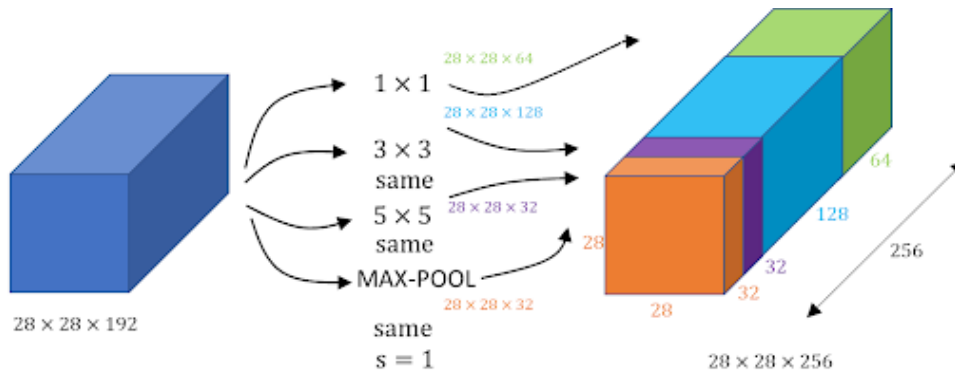 28 × 28 × 192
1 × 1
3 × 3
same
5 × 5
same
MAX-POOL
same
s = 1
28 × 28 × 64
28 × 28 × 128
28 × 28 × 32
28 × 28 × 32
28
28
32
32
128
64
256
28 × 28 × 256